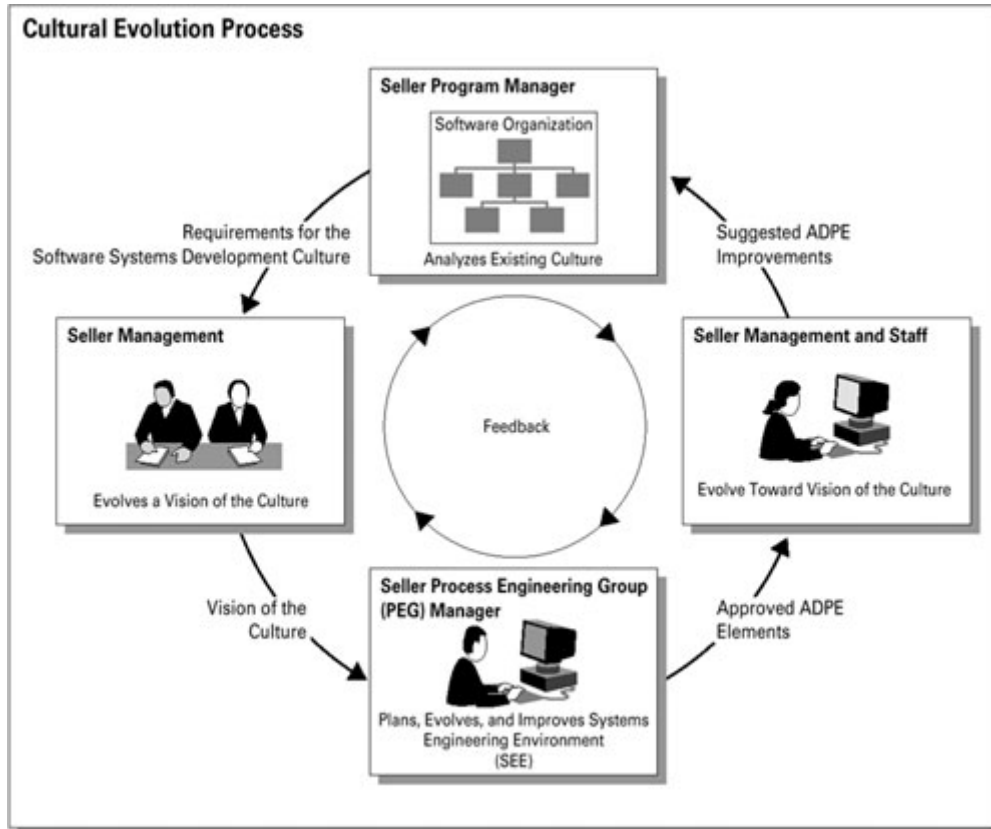 Cultural Evolution Process
Seller Program Manager
Software Organization
Analyzes Existing Culture
Requirements for the
Software Systems Development Culture
Suggested ADPE
Improvements
Seller Management
Evolves a Vision of the Culture
Feedback
Seller Management and Staff
Evolve Toward Vision of the Culture
Vision of the
Culture
Seller Process Engineering Group
(PEG) Manager
Plans, Evolves, and Improves Systems
Engineering Environment
(SEE)
Approved ADPE
Elements